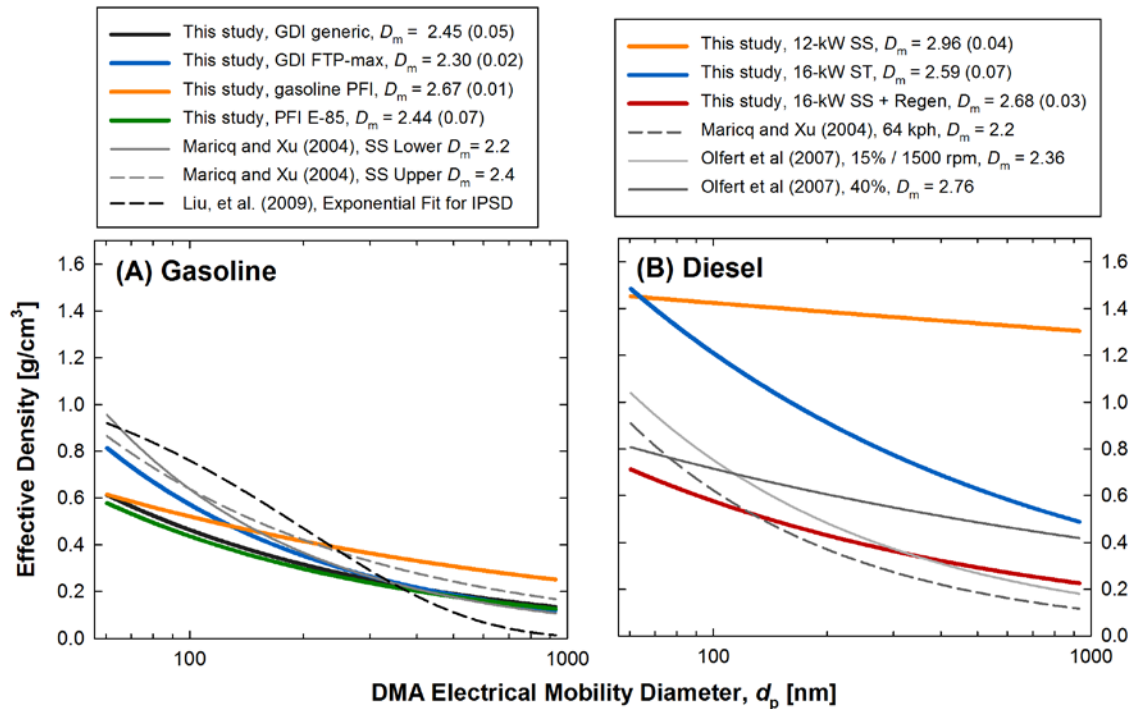 This study, GDI generic, Dm = 2.45 (0.05)
This study, GDI FTP-max, Dm = 2.30 (0.02)
This study, gasoline PFI, Dm = 2.67 (0.01)
This study, PFI E-85, Dm = 2.44 (0.07)
Maricq and Xu (2004), SS Lower Dm = 2.2
Maricq and Xu (2004), SS Upper Dm = 2.4
Liu, et al. (2009), Exponential Fit for IPSD
This study, 12-kW SS, Dm = 2.96 (0.04)
This study, 16-kW ST, Dm = 2.59 (0.07)
This study, 16-kW SS + Regen, Dm = 2.68 (0.03)
Maricq and Xu (2004), 64 kph, Dm = 2.2
Olfert et al (2007), 15% / 1500 rpm, Dm = 2.36
Olfert et al (2007), 40%, Dm = 2.76
(A) Gasoline
Effective Density [g/cm³]
1.6
1.4
1.2
1.0
0.8
0.6
0.4
0.2
0.0
100
1000
(B) Diesel
1.6
1.4
1.2
1.0
0.8
0.6
0.4
0.2
0.0
100
1000
DMA Electrical Mobility Diameter, dp [nm]